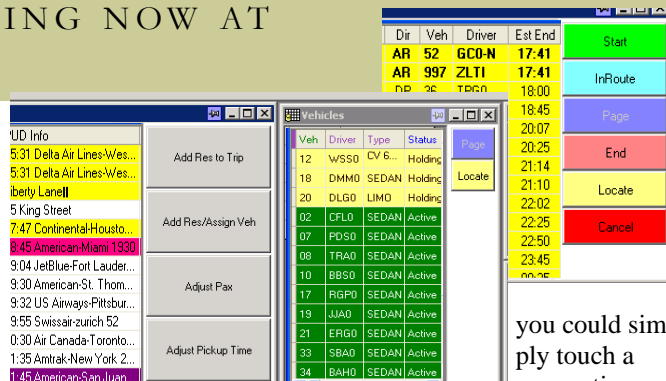 ING NOW AT
Dir Veh Driver Est End
AR 52 GC0-N 17:41
AR 997 ZLTI 17:41
18:00
18:45
20:07
20:25
21:14
21:10
22:02
22:25
22:50
23:45
Start
InRoute
Page
End
Locate
Cancel
PUD Info
5:31 Delta Air Lines-Wes...
5:31 Delta Air Lines-Wes...
iberty Lane
5 King Street
7:47 Continental-Housto...
8:45 American-Miami 1930
9:04 JetBlue-Fort Lauder...
9:30 American-St. Thom...
9:32 US Airways-Pittsbur...
9:55 Swissair-zurich 52
0:30 Air Canada-Toronto...
1:35 Amtrak-New York 2...
1:45 American-San Juan
Add Res to Trip
Add Res/Assign Veh
Adjust Pax
Adjust Pickup Time
Vehicles
Veh Driver Type Status
12 WSS0 CV 6... Holding
18 DMM0 SEDAN Holding
20 DLG0 LIMO Holding
02 CFL0 SEDAN Active
07 PDS0 SEDAN Active
08 TRA0 SEDAN Active
10 BBS0 SEDAN Active
17 RGP0 SEDAN Active
19 JJA0 SEDAN Active
21 ERG0 SEDAN Active
33 SBA0 SEDAN Active
34 BAH0 SEDAN Active
Page
Locate
you could sim
ply touch a